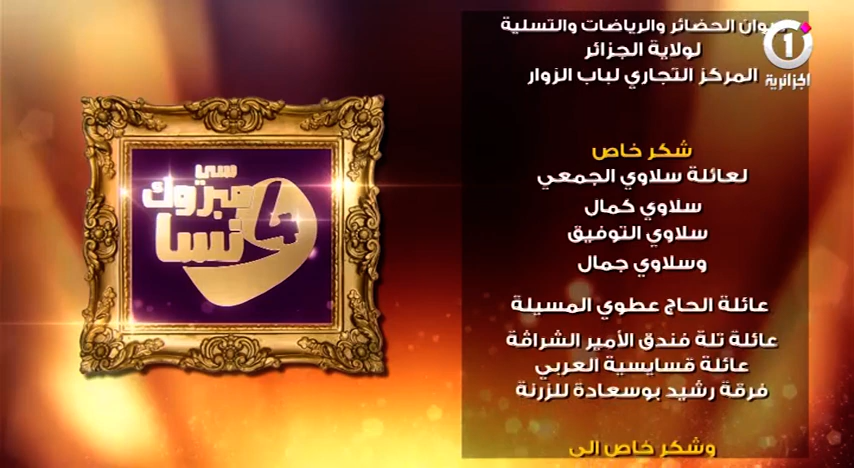 ديوان الحضائر والرياضات والتسلية
لولاية الجزائر
المركز التجاري لباب الزوار
1
الجزائرية
شكر خاص
لعائلة سلاوي الجمعي
سلاوي كمال
سلاوي التوفيق
وسلاوي جمال
عائلة الحاج عطوي المسيلة
عائلة تلة فندق الأمير الشراقة
عائلة قسايسية العربي
فرقة رشيد بوسعادة للزرنة
وشكر خاص الى
سي
مبروك
و
نسا